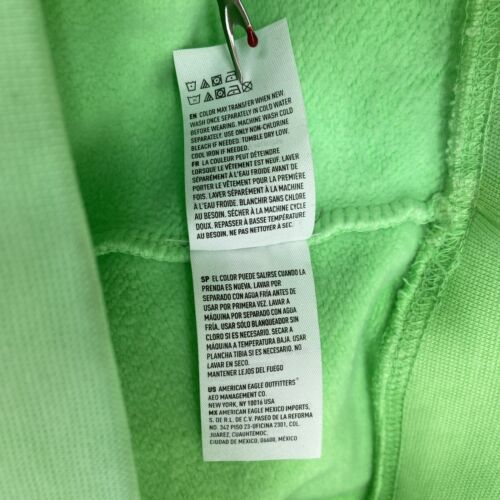 EN COLOR MAY TRANSFER WHEN NEW.
WASH ONCE SEPARATELY IN COLD WATER
BEFORE WEARING. MACHINE WASH COLD
SEPARATELY. USE ONLY NON-CHLORINE
BLEACH IF NEEDED. TUMBLE DRY LOW.
COOL IRON IF NEEDED.
FR LA COULEUR PEUT DÉTEINDRE
LORSQUE LE VÊTEMENT EST NEUF. LAVER
SÉPARÉMENT À L'EAU FROIDE AVANT DE
PORTER LE VÊTEMENT POUR LA PREMIÈRE
FOIS. LAVER SÉPARÉMENT À LA MACHINE
À L'EAU FROIDE. BLANCHIR SANS CHLORE
AU BESOIN. SÉCHER À LA MACHINE CYCLE
DOUX. REPASSER À BASSE TEMPÉRATURE
AU BESOIN. NE PAS NETTOYER À SEC.
SP EL COLOR PUEDE SALIRSE CUANDO LA
PRENDA ES NUEVA. LAVAR POR
SEPARADO CON AGUA FRÍA ANTES DE
USAR POR PRIMERA VEZ. LAVAR A
MÁQUINA POR SEPARADO CON AGUA
FRÍA. USAR SÓLO BLANQUEADOR SIN
CLORO SI ES NECESARIO. SECAR A
MÁQUINA A TEMPERATURA BAJA. USAR
PLANCHA TIBIA SI ES NECESARIO. NO
LAVAR EN SECO.
MANTENER LEJOS DEL FUEGO
US AMERICAN EAGLE OUTFITTERS®
AEO MANAGEMENT CO.
NEW YORK, NY 10016 USA
MX AMERICAN EAGLE MEXICO IMPORTS,
S. DE R.L. DE C.V. PASEO DE LA REFORMA
NO. 342 PISO 23-OFICINA 2301, COL
JUÁREZ, CUAUHTÉMOC,
CIUDAD DE MÉXICO, 06600, MÉXICO